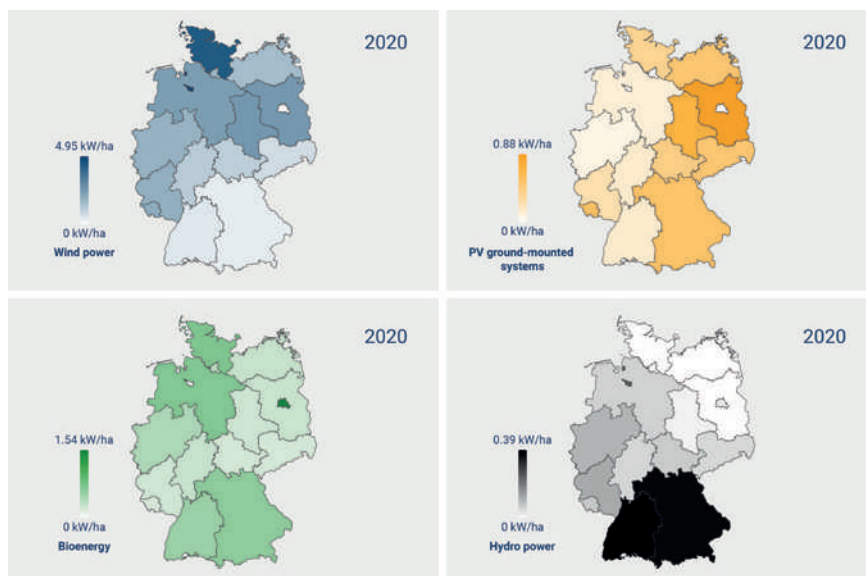 2020
4.95 kW/ha
0 kW/ha
Wind power
2020
0.88 kW/ha
0 kW/ha
PV ground-mounted
systems
2020
1.54 kW/ha
0 kW/ha
Bioenergy
2020
0.39 kW/ha
0 kW/ha
Hydro power